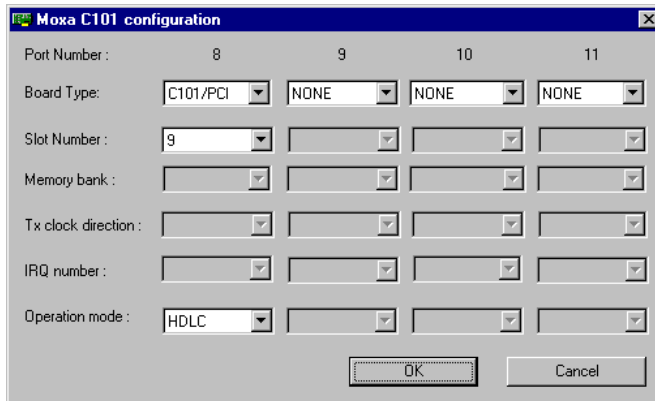 Moxa C101 configuration
Port Number : 8 9 10 11
Board Type: C101/PCI NONE NONE NONE
Slot Number : 9
Memory bank :
Tx clock direction :
IRQ number :
Operation mode : HDLC
OK Cancel